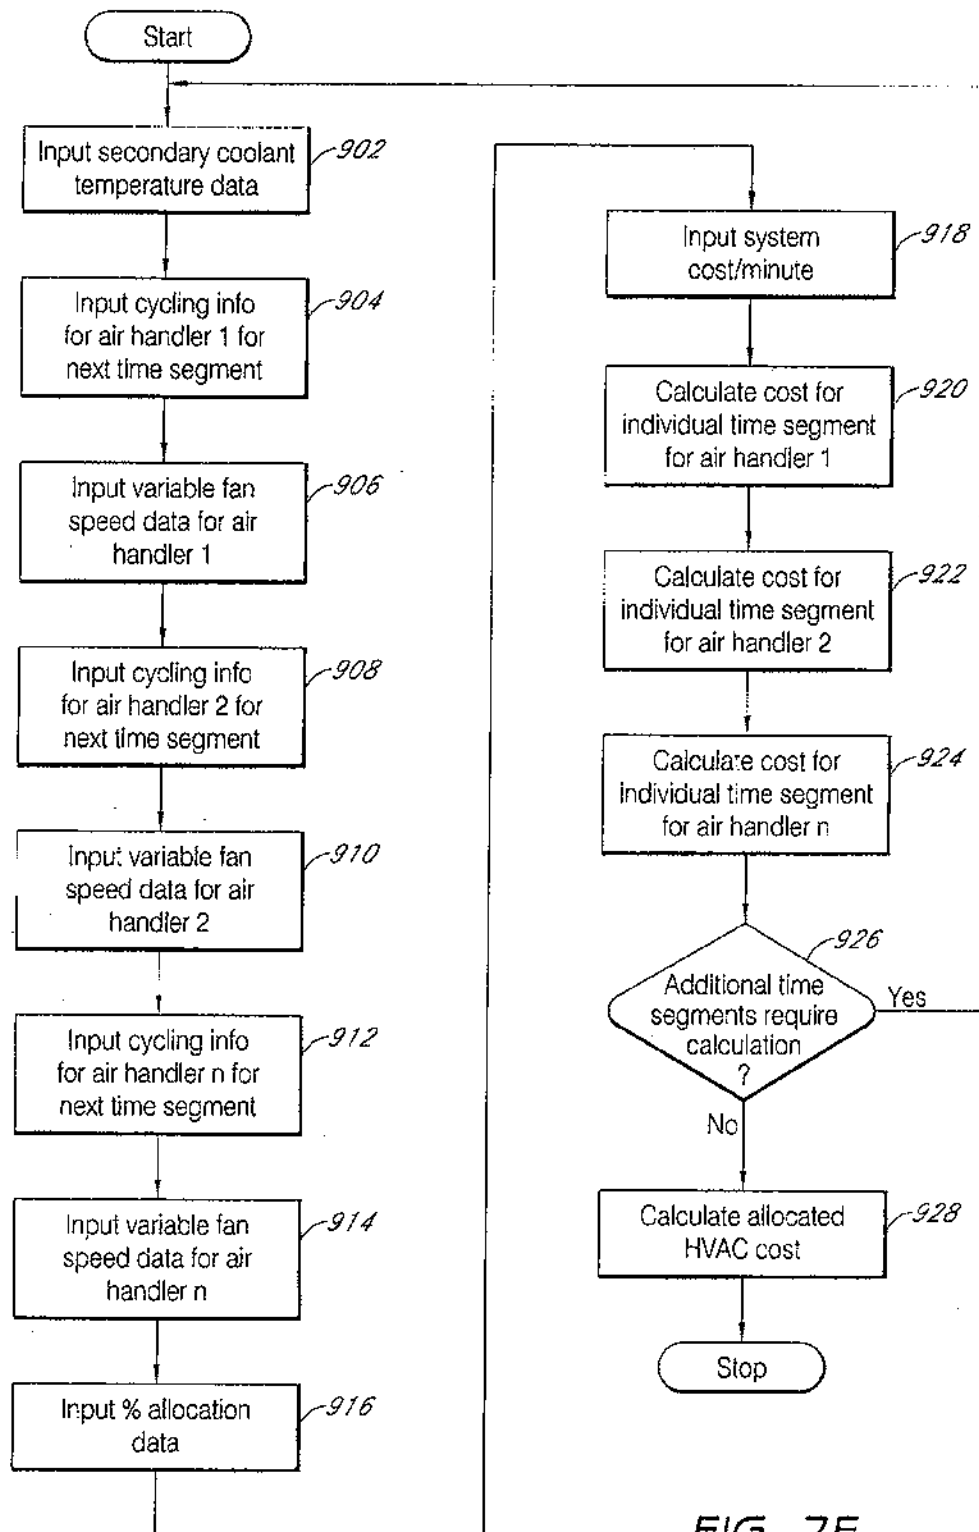 Start
Input secondary coolant
temperature data
902
Input cycling info
for air handler 1 for
next time segment
904
Input variable fan
speed data for air
handler 1
906
Input cycling info
for air handler 2 for
next time segment
908
Input variable fan
speed data for air
handler 2
910
Input cycling info
for air handler n for
next time segment
912
Input variable fan
speed data for air
handler n
914
Input % allocation
data
916
Input system
cost/minute
918
Calculate cost for
individual time segment
for air handler 1
920
Calculate cost for
individual time segment
for air handler 2
922
Calculate cost for
individual time segment
for air handler n
924
926
Additional time
segments require
calculation
?
Yes
No
Calculate allocated
HVAC cost
928
Stop
FIG. 7E